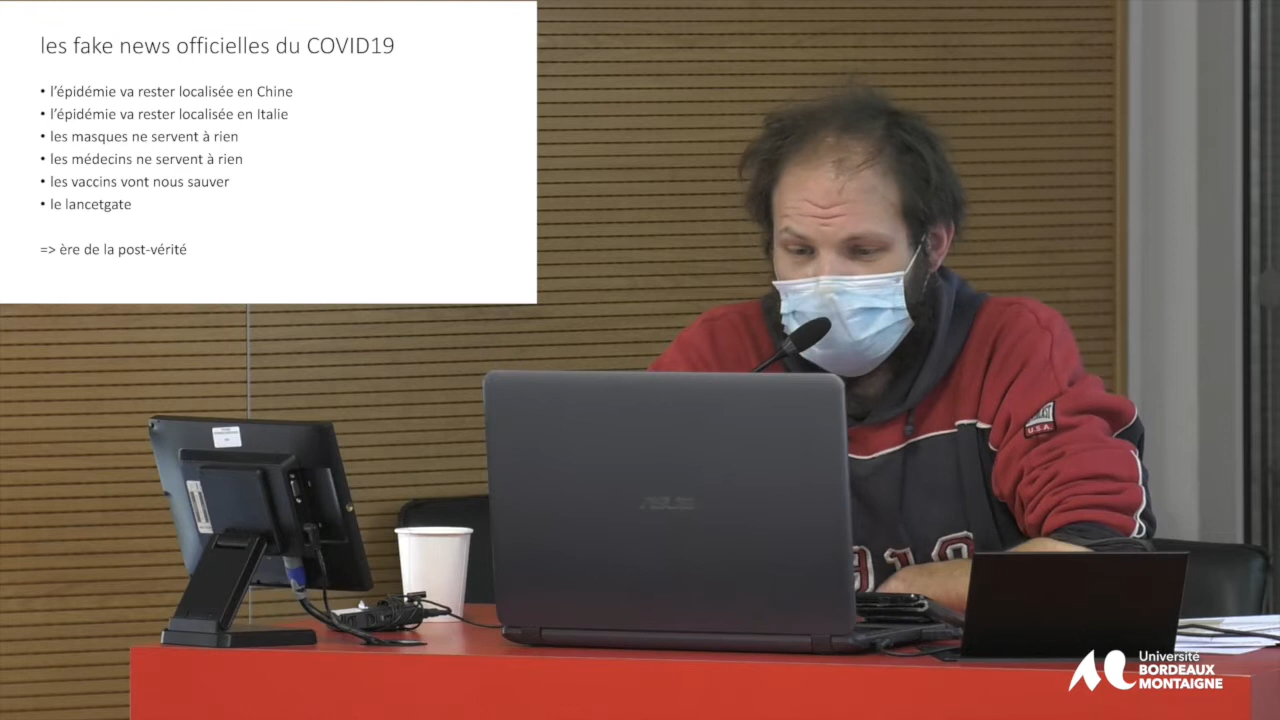 les fake news officielles du COVID19
• l'épidémie va rester localisée en Chine
• l'épidémie va rester localisée en Italie
• les masques ne servent à rien
• les médecins ne servent à rien
• les vaccins vont nous sauver
• le lancetgate
=> ère de la post-vérité
ASUS
U.S.A.
Université
BORDEAUX
MONTAIGNE